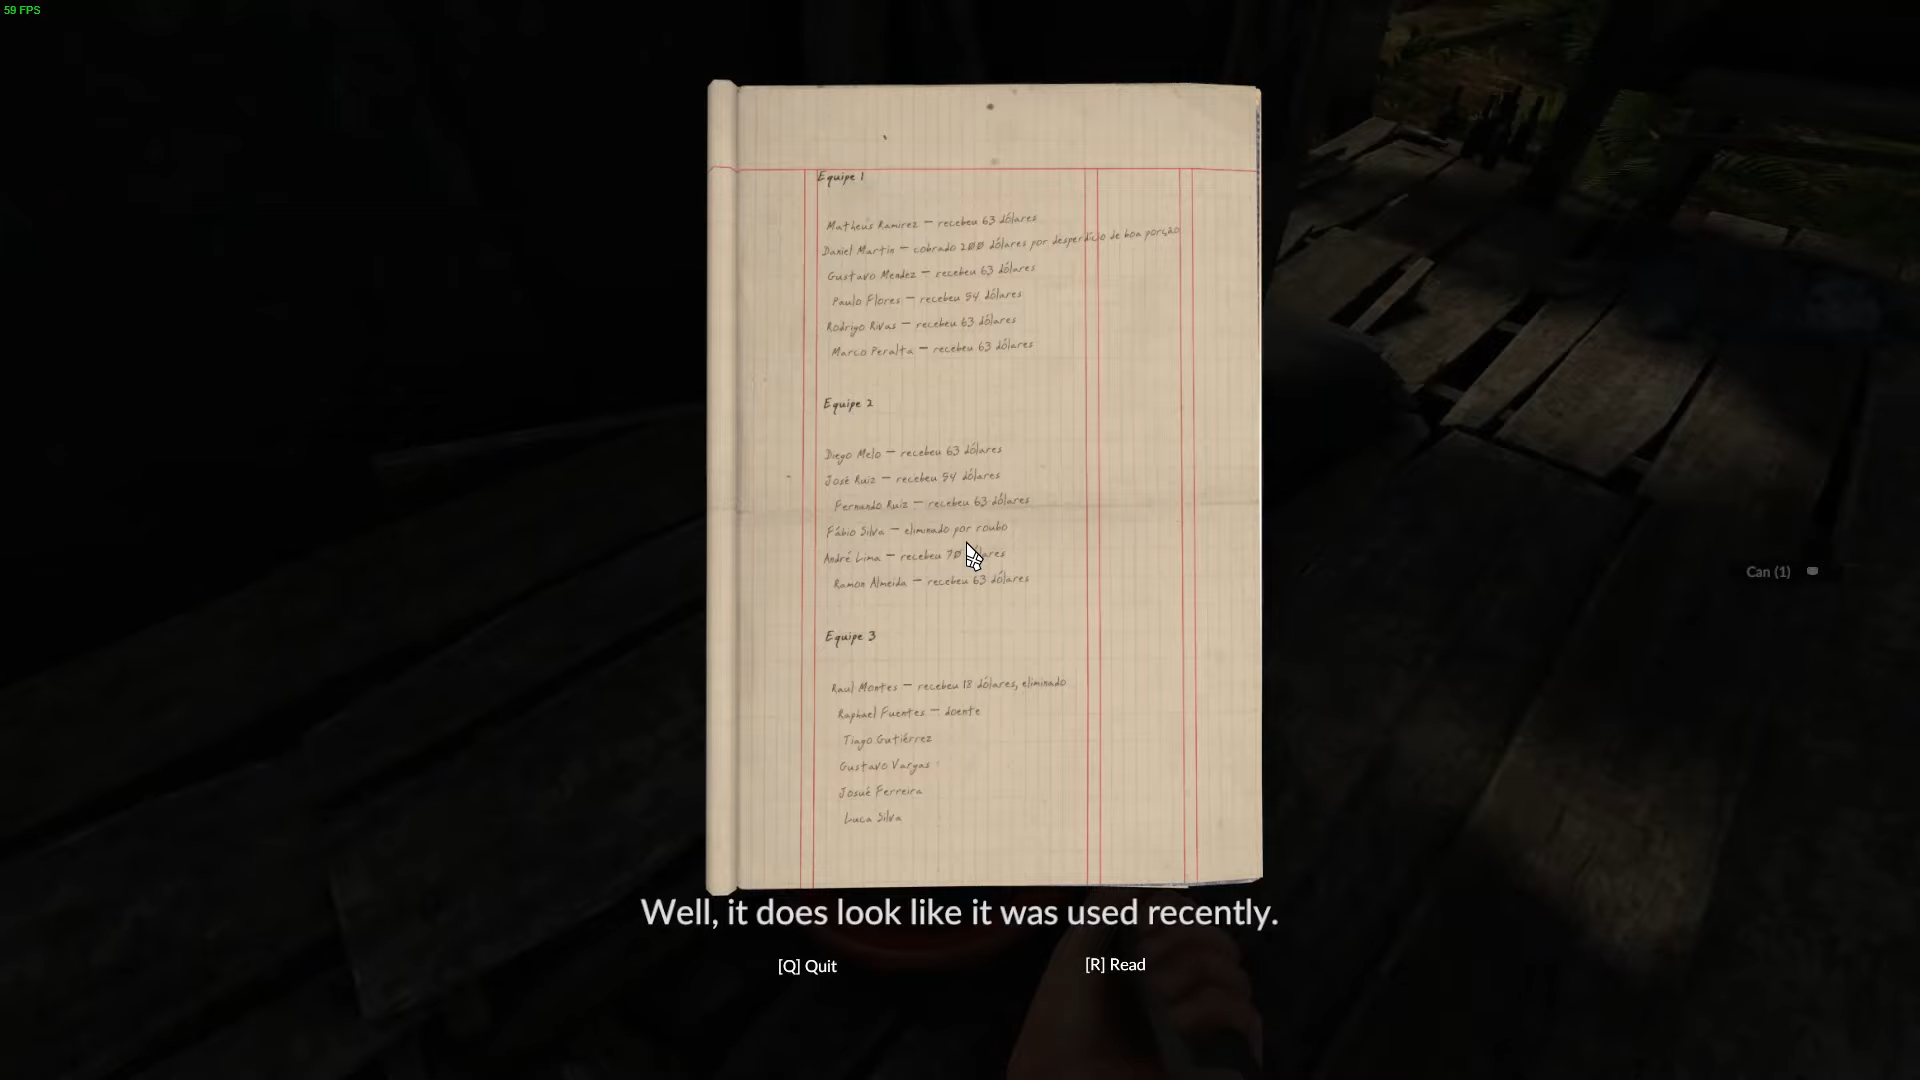 59 FPS
Equipe 1
Matheus Ramirez – recebeu 63 dólares
Daniel Martin – cobrado 200 dólares por desperdício de boa porção
Gustavo Mendez – recebeu 63 dólares
Paulo Flores – recebeu 54 dólares
Rodrigo Rivas – recebeu 63 dólares
Marco Peralta – recebeu 63 dólares
Equipe 2
Diego Melo – recebeu 63 dólares
José Ruiz – recebeu 54 dólares
Fernando Ruiz – recebeu 63 dólares
Fábio Silva – eliminado por roubo
André Lima – recebeu 70
Ramon Almeida – recebeu 63 dólares
Equipe 3
Raul Montes – recebeu 18 dólares, eliminado
Raphael Fuentes – doente
Tiago Gutiérrez
Gustavo Vargas
Josué Ferreira
Luca Silva
Can (1)
Well, it does look like it was used recently.
[Q] Quit
[R] Read